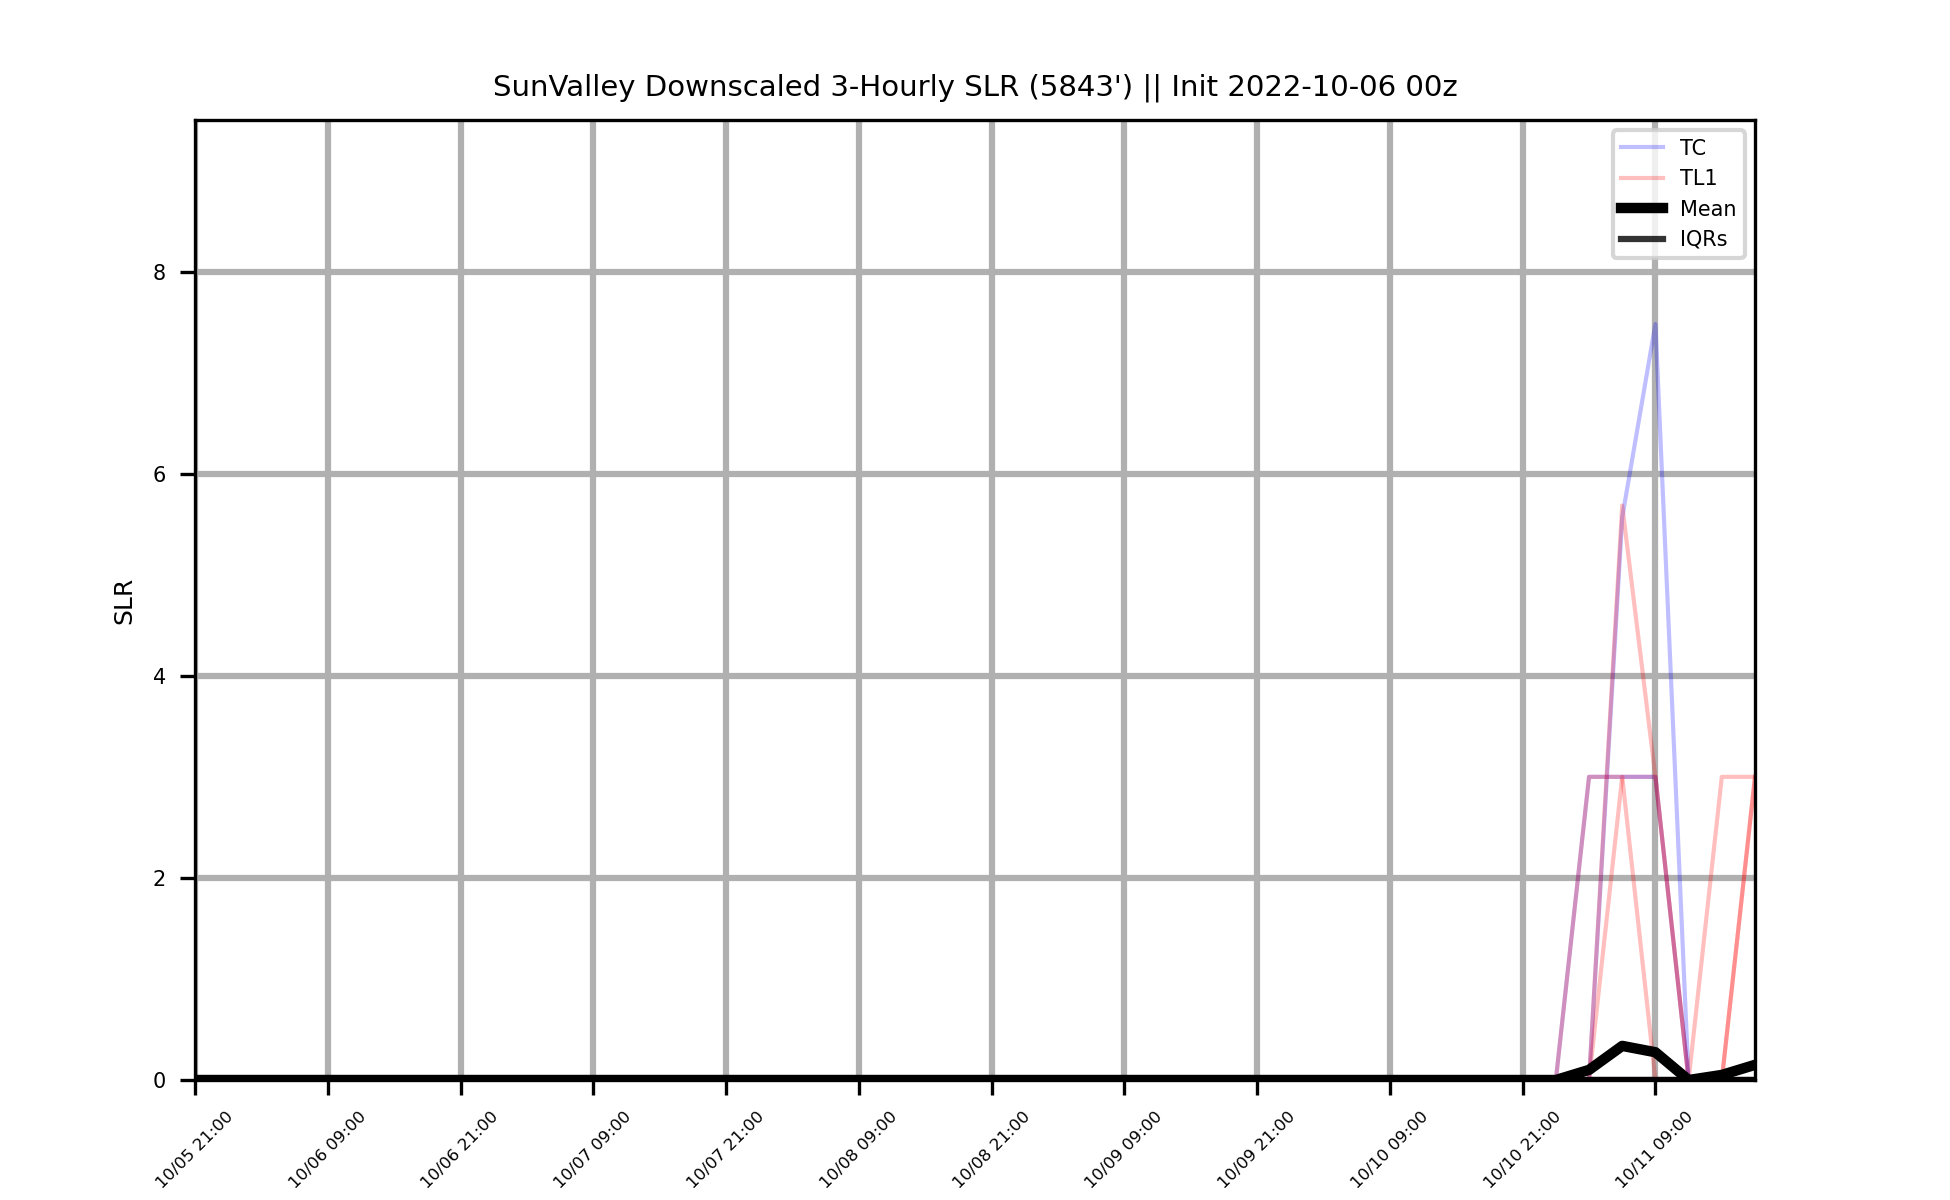 SunValley Downscaled 3-Hourly SLR (5843') || Init 2022-10-06 00z
TC
TL1
Mean
IQRs
SLR
8
6
4
2
0
10/05 21:00
10/06 09:00
10/06 21:00
10/07 09:00
10/07 21:00
10/08 09:00
10/08 21:00
10/09 09:00
10/09 21:00
10/10 09:00
10/10 21:00
10/11 09:00